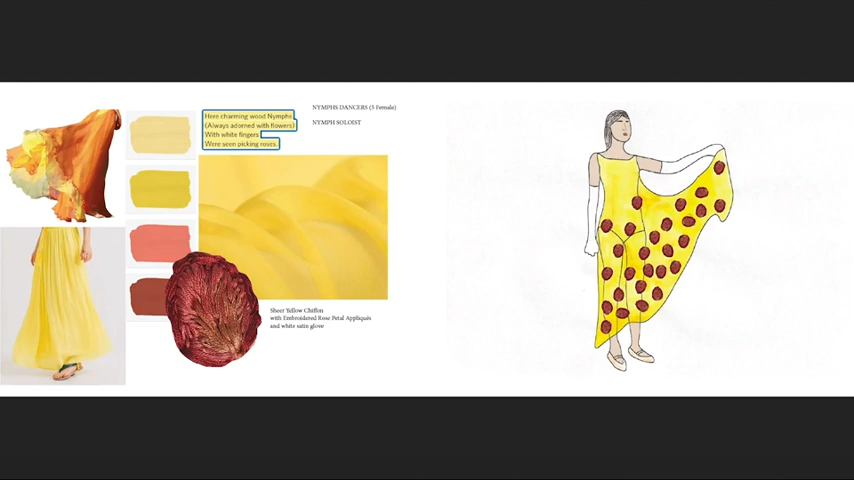 Here charming wood Nymphs
(Always adorned with flowers)
With white fingers
Were seen picking roses.
NYMPHS DANCERS (5 Female)
NYMPH SOLOIST
Sheer Yellow Chiffon
with Embroidered Rose Petal Appliqués
and white satin glove